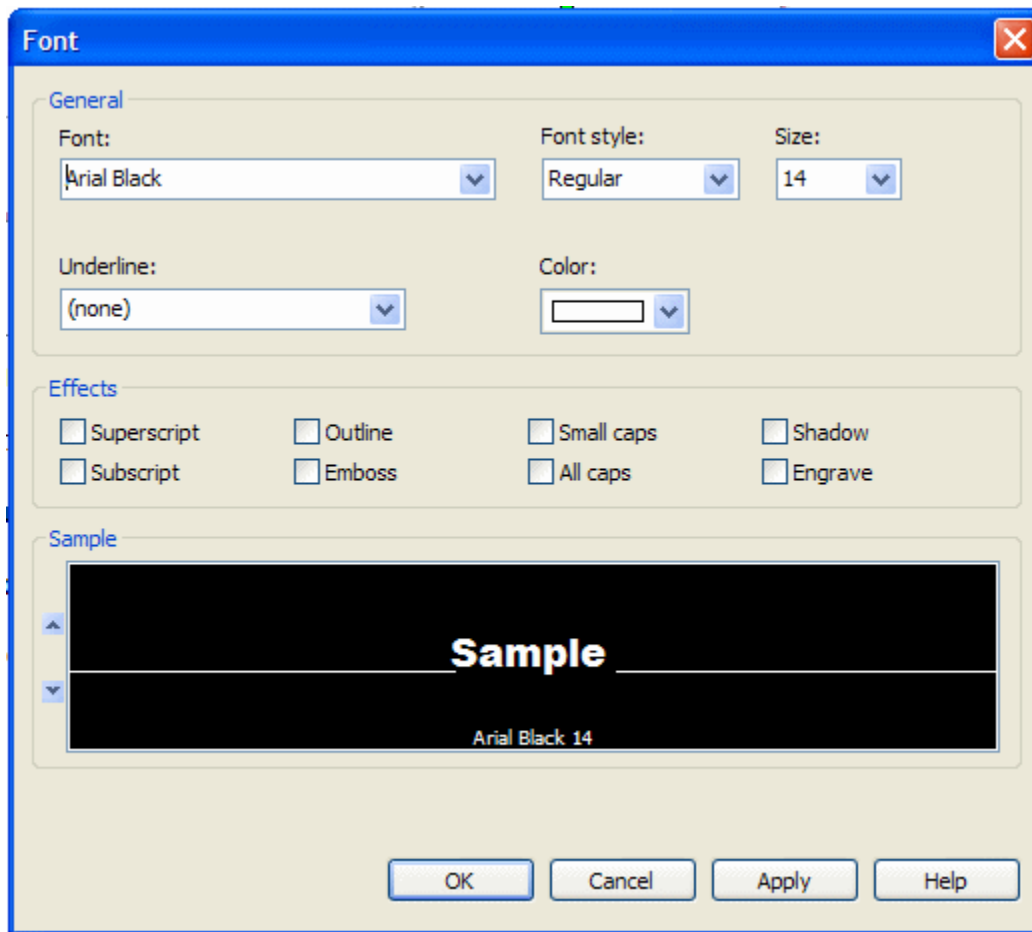 Font
General
Font: Font style: Size:
Arial Black Regular 14
Underline: Color:
(none)
Effects
Superscript Outline Small caps Shadow
Subscript Emboss All caps Engrave
Sample
Sample
Arial Black 14
OK Cancel Apply Help